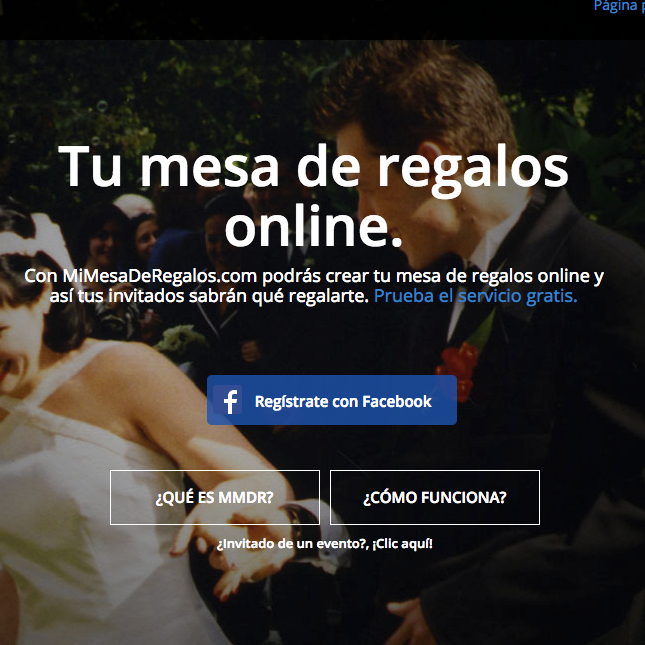 Página
Tu mesa de regalos
online.
Con MiMesaDeRegalos.com podrás crear tu mesa de regalos online y
así tus invitados sabrán qué regalarte. Prueba el servicio gratis.
f Regístrate con Facebook
¿QUÉ ES MMDR?
¿CÓMO FUNCIONA?
¿Invitado de un evento?, ¡Clic aquí!